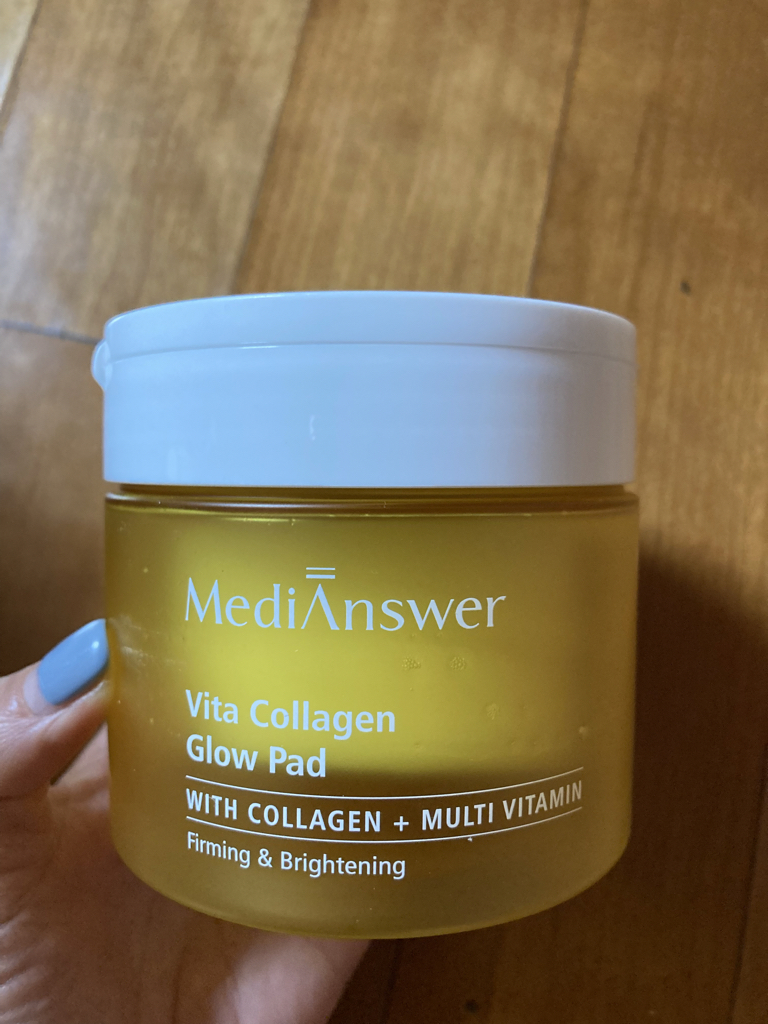 MediAnswer
Vita Collagen
Glow Pad
WITH COLLAGEN + MULTI VITAMIN
Firming & Brightening